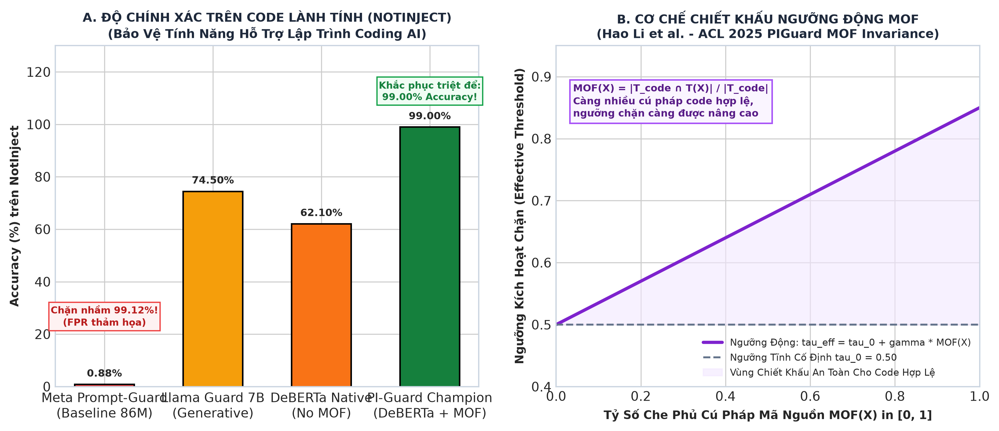 A. ĐỘ CHÍNH XÁC TRÊN CODE LÀNH TÍNH (NOTINJECT)
(Bảo Vệ Tính Năng Hỗ Trợ Lập Trình Coding AI)
Accuracy (%) trên NotInject
120
100
80
60
40
20
0
Khắc phục triệt để:
99.00% Accuracy!
99.00%
74.50%
62.10%
Chặn nhầm 99.12%!
(FPR thảm họa)
0.88%
Meta Prompt-Guard
(Baseline 86M)
Llama Guard 7B
(Generative)
DeBERTa Native
(No MOF)
PI-Guard Champion
(DeBERTa + MOF)
B. CƠ CHẾ CHIẾT KHẤU NGƯỠNG ĐỘNG MOF
(Hao Li et al. - ACL 2025 PIGuard MOF Invariance)
Ngưỡng Kích Hoạt Chặn (Effective Threshold)
0.9
0.8
0.7
0.6
0.5
0.4
MOF(X) = |T_code ∩ T(X)| / |T_code|
Càng nhiều cú pháp code hợp lệ,
ngưỡng chặn càng được nâng cao
Ngưỡng Động: tau_eff = tau_0 + gamma * MOF(X)
Ngưỡng Tĩnh Cố Định tau_0 = 0.50
Vùng Chiết Khấu An Toàn Cho Code Hợp Lệ
0.0
0.2
0.4
0.6
0.8
1.0
Tỷ Số Che Phủ Cú Pháp Mã Nguồn MOF(X) in [0, 1]